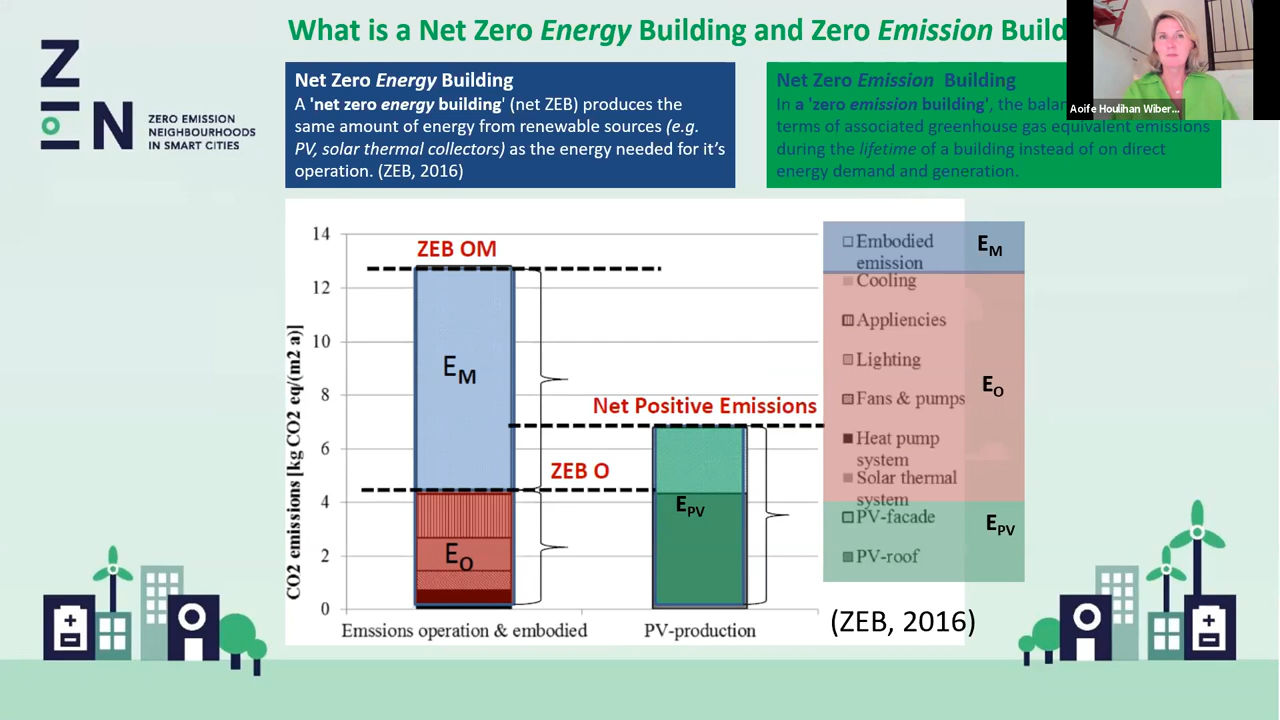 What is a Net Zero Energy Building and Zero Emission Build
Aoife Houlihan Wiber...
ZEN
ZERO EMISSION
NEIGHBOURHOODS
IN SMART CITIES
Net Zero Energy Building
A 'net zero energy building' (net ZEB) produces the
same amount of energy from renewable sources (e.g.
PV, solar thermal collectors) as the energy needed for it's
operation. (ZEB, 2016)
Net Zero Emission Building
In a 'zero emission building', the
terms of associated greenhouse gas equivalent emissions
during the lifetime of a building instead of on direct
energy demand and generation.
CO2 emissions [kg CO2 eq/(m2 a)]
14
12
10
8
6
4
2
0
ZEB OM
EM
Net Positive Emissions
ZEB O
EO
EPV
Emssions operation & embodied
PV-production
Embodied
emission
EM
Cooling
Appliencies
Lighting
Fans & pumps
EO
Heat pump
system
Solar thermal
system
PV-facade
EPV
PV-roof
(ZEB, 2016)